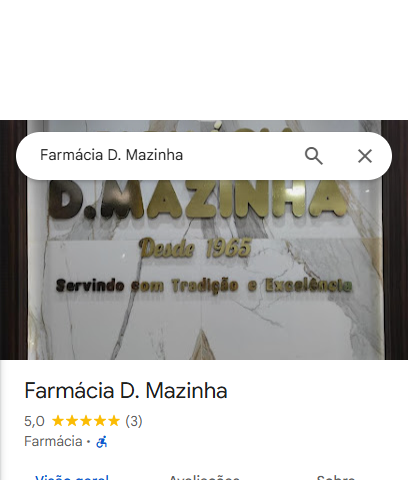 Farmácia D. Mazinha
D.MAZINHA
Desde 1965
Servindo com Tradição e Excelência
Farmácia D. Mazinha
5,0 ★★★★★ (3)
Farmácia ·
Visão geral Avaliações Sobre